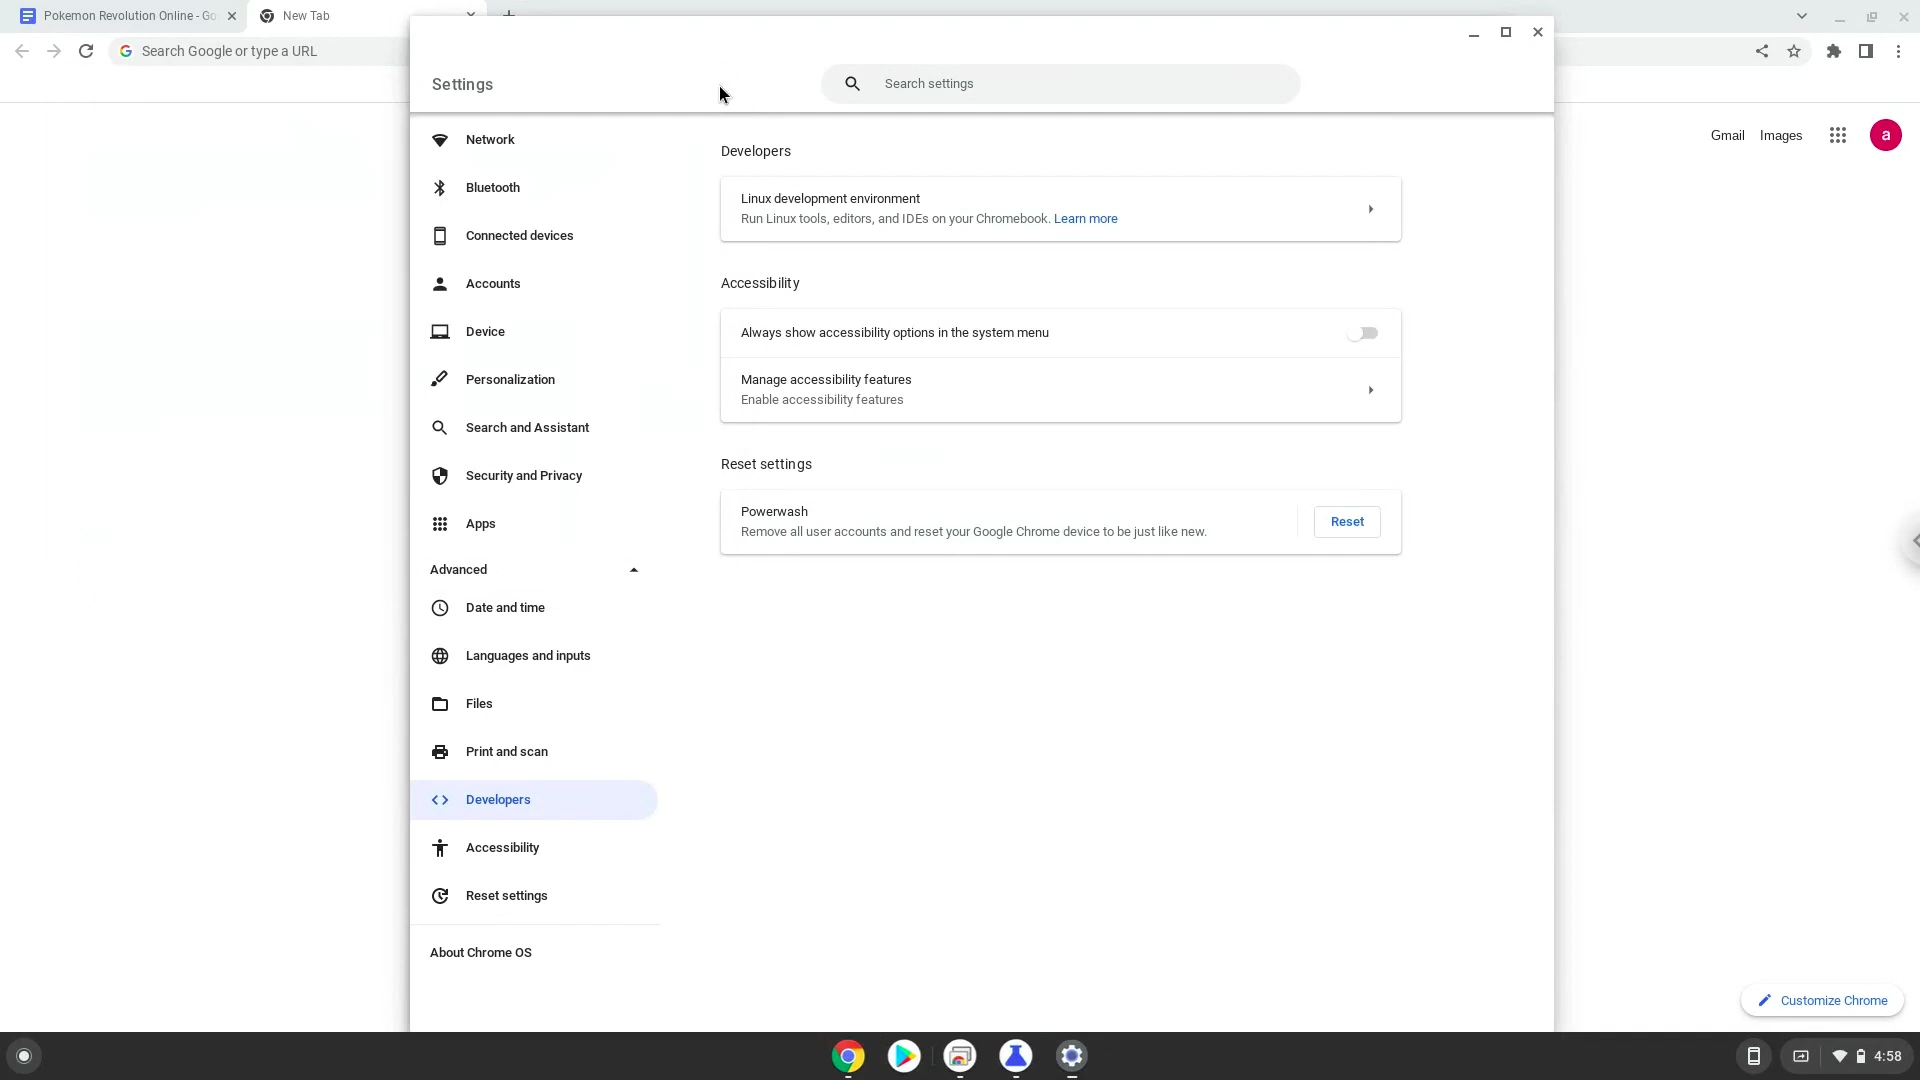 Pokemon Revolution Online - Go
New Tab
Search Google or type a URL
Settings
Search settings
Gmail
Images
a
Network
Bluetooth
Connected devices
Accounts
Device
Personalization
Search and Assistant
Security and Privacy
Apps
Advanced
Date and time
Languages and inputs
Files
Print and scan
Developers
Accessibility
Reset settings
About Chrome OS
Developers
Linux development environment
Run Linux tools, editors, and IDEs on your Chromebook. Learn more
Accessibility
Always show accessibility options in the system menu
Manage accessibility features
Enable accessibility features
Reset settings
Powerwash
Remove all user accounts and reset your Google Chrome device to be just like new.
Reset
Customize Chrome
4:58